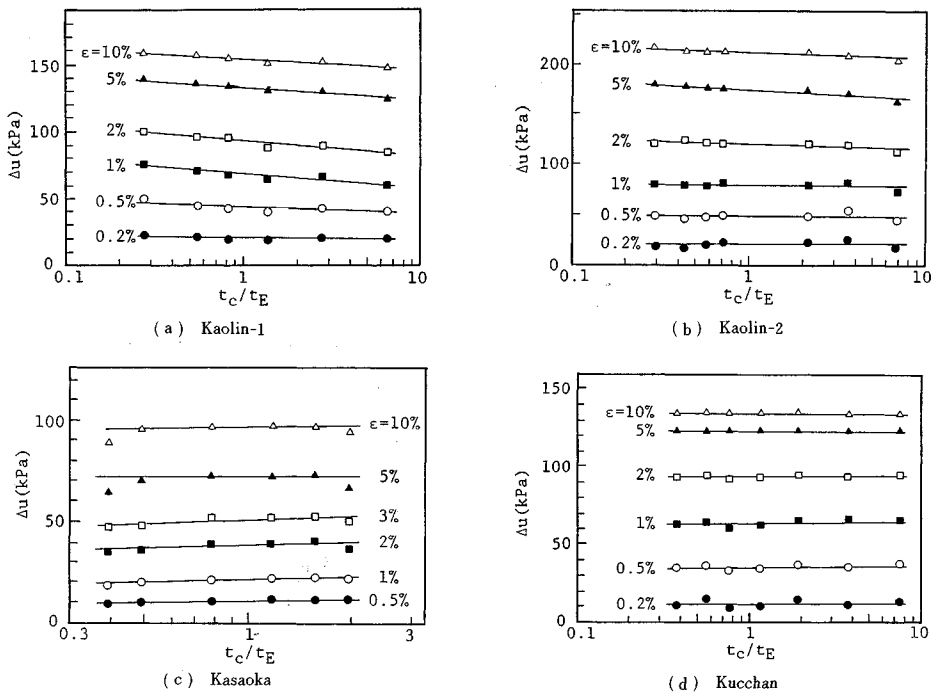 Δu(kPa)
150
100
50
0
ε=10%
5%
2%
1%
0.5%
0.2%
0.1
1
10
t_c/t_E
(a) Kaolin-1
Δu(kPa)
200
100
0
ε=10%
5%
2%
1%
0.5%
0.2%
0.1
1
10
t_c/t_E
(b) Kaolin-2
Δu(kPa)
100
50
0
ε=10%
5%
3%
2%
1%
0.5%
0.3
1
3
t_c/t_E
(c) Kasaoka
Δu(kPa)
150
100
50
0
ε=10%
5%
2%
1%
0.5%
0.2%
0.1
1
10
t_c/t_E
(d) Kucchan